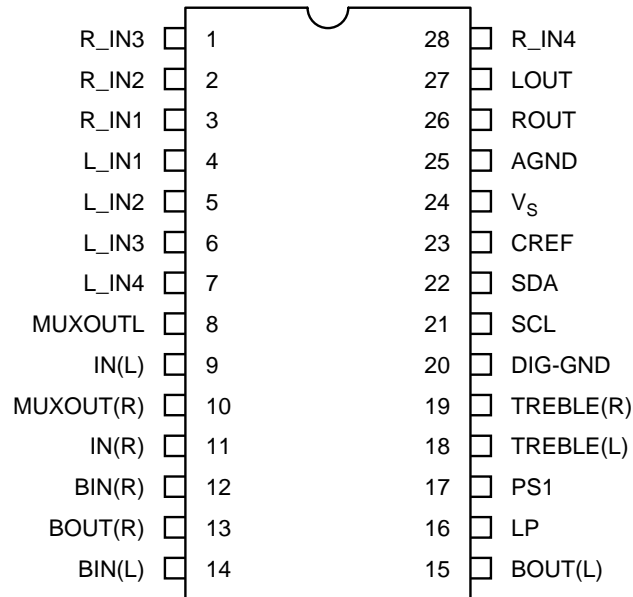 R_IN3 1 28 R_IN4
R_IN2 2 27 LOUT
R_IN1 3 26 ROUT
L_IN1 4 25 AGND
L_IN2 5 24 VS
L_IN3 6 23 CREF
L_IN4 7 22 SDA
MUXOUTL 8 21 SCL
IN(L) 9 20 DIG-GND
MUXOUT(R) 10 19 TREBLE(R)
IN(R) 11 18 TREBLE(L)
BIN(R) 12 17 PS1
BOUT(R) 13 16 LP
BIN(L) 14 15 BOUT(L)